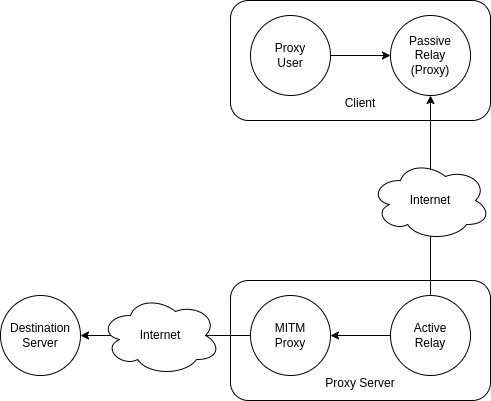 Proxy
User
Passive
Relay
(Proxy)
Client
Internet
Destination
Server
Internet
MITM
Proxy
Active
Relay
Proxy Server